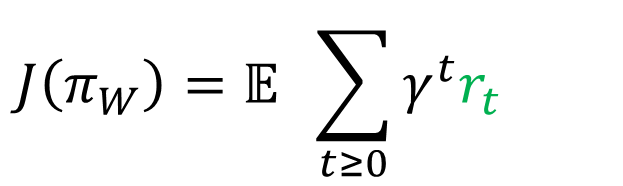 J(π_W) = 𝔼 ∑_{t≥0} γ^t r_t